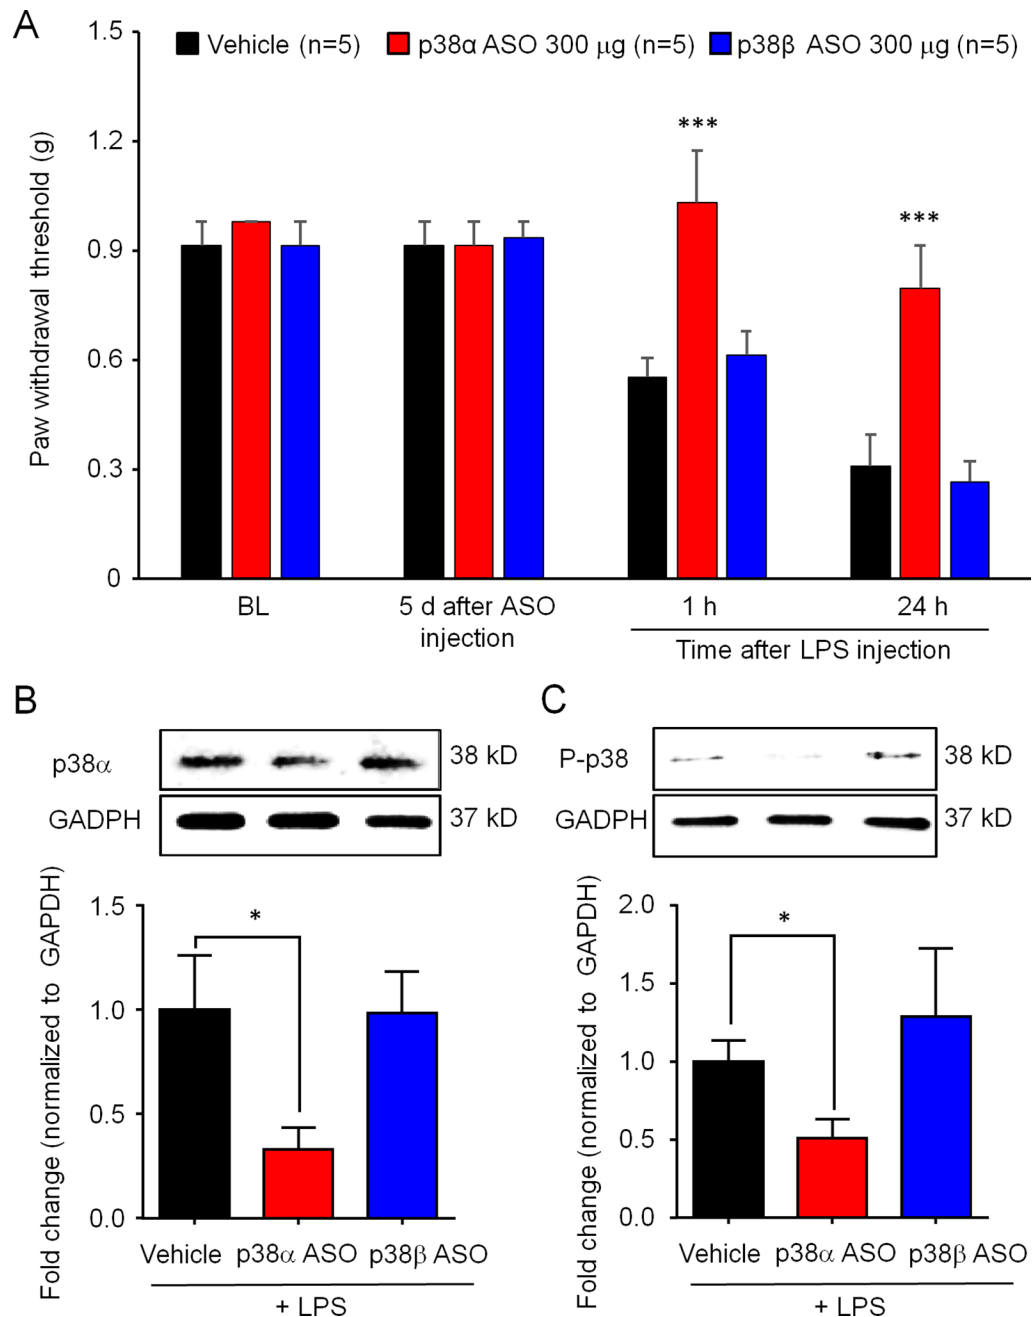 A
1.5
Vehicle (n=5) p38α ASO 300 μg (n=5) p38β ASO 300 μg (n=5)
1.2
0.9
0.6
0.3
0
Paw withdrawal threshold (g)
***
***
BL
5 d after ASO
injection
1 h
24 h
Time after LPS injection
B
p38α
38 kD
GADPH
37 kD
Fold change (normalized to GAPDH)
1.5
1.0
0.5
0.0
*
Vehicle p38α ASO p38β ASO
+ LPS
C
P-p38
38 kD
GADPH
37 kD
Fold change (normalized to GAPDH)
2.0
1.5
1.0
0.5
0.0
*
Vehicle p38α ASO p38β ASO
+ LPS